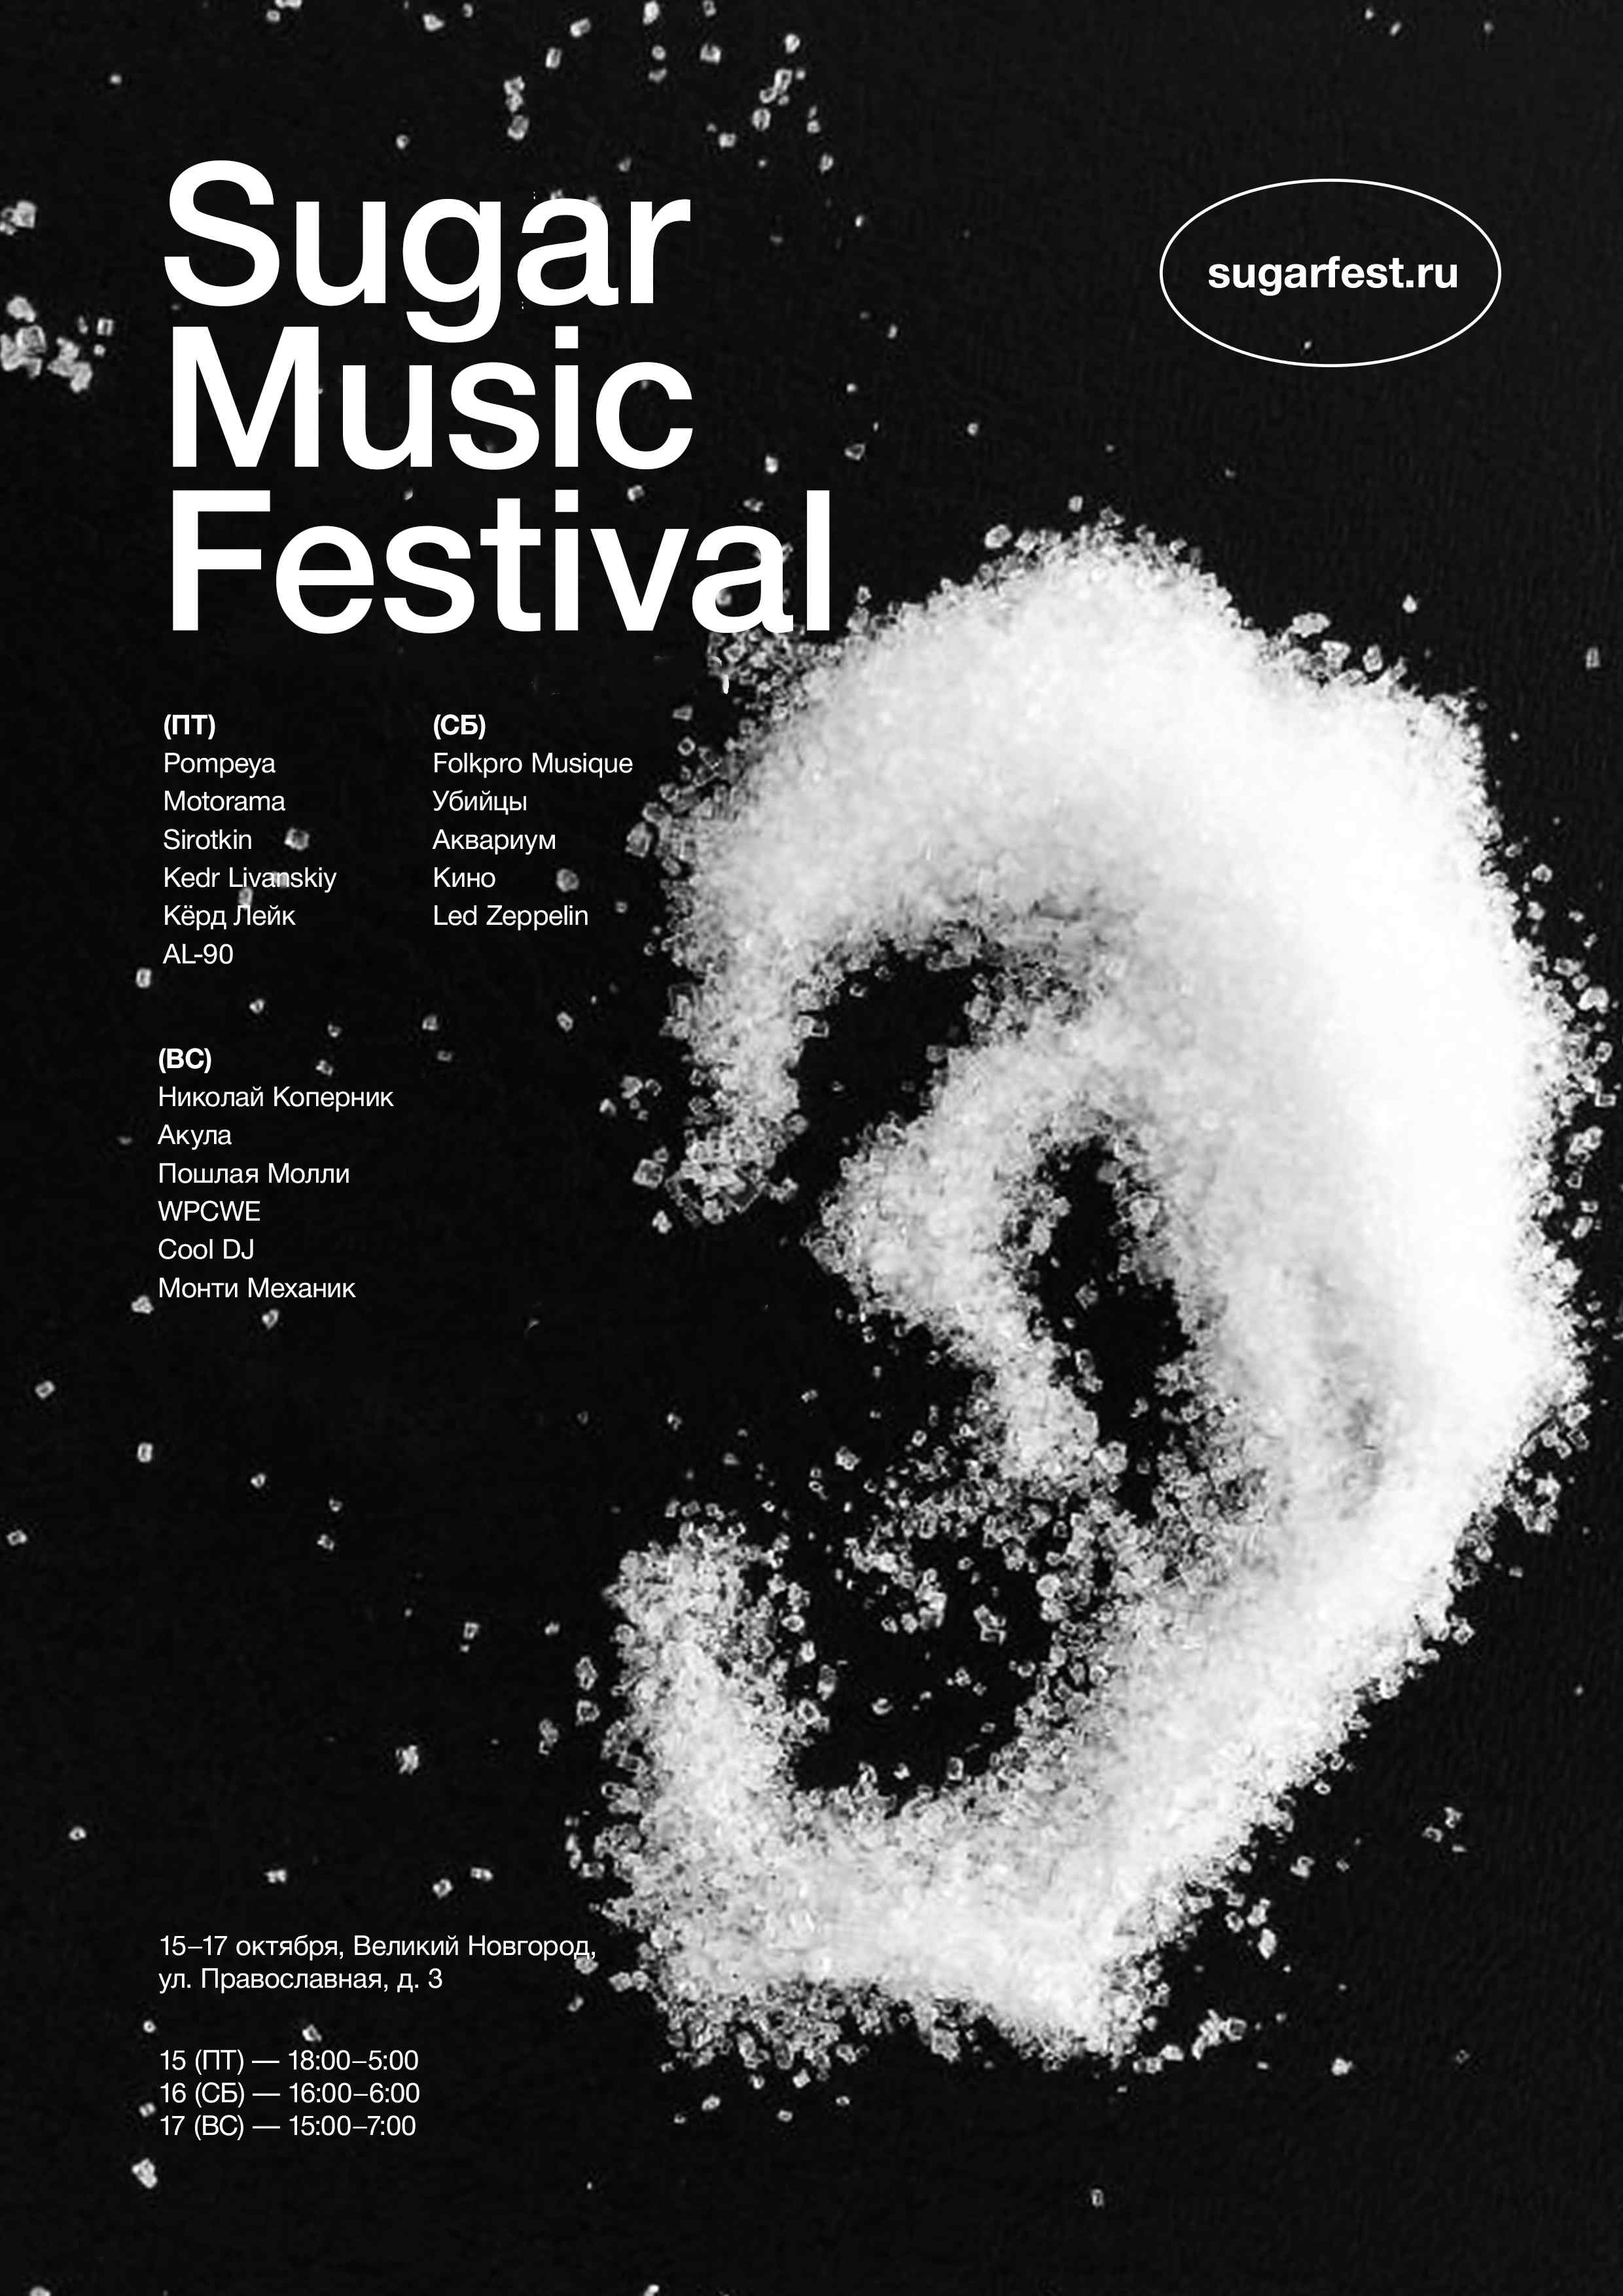 Sugar
Music
Festival
sugarfest.ru
(ПТ)
Pompeya
Motorama
Sirotkin
Kedr Livanskiy
Кёрд Лейк
AL-90
(СБ)
Folkpro Musique
Убийцы
Аквариум
Кино
Led Zeppelin
(ВС)
Николай Коперник
Акула
Пошлая Молли
WPCWE
Cool DJ
Монти Механик
15–17 октября, Великий Новгород,
ул. Православная, д. 3
15 (ПТ) — 18:00–5:00
16 (СБ) — 16:00–6:00
17 (ВС) — 15:00–7:00